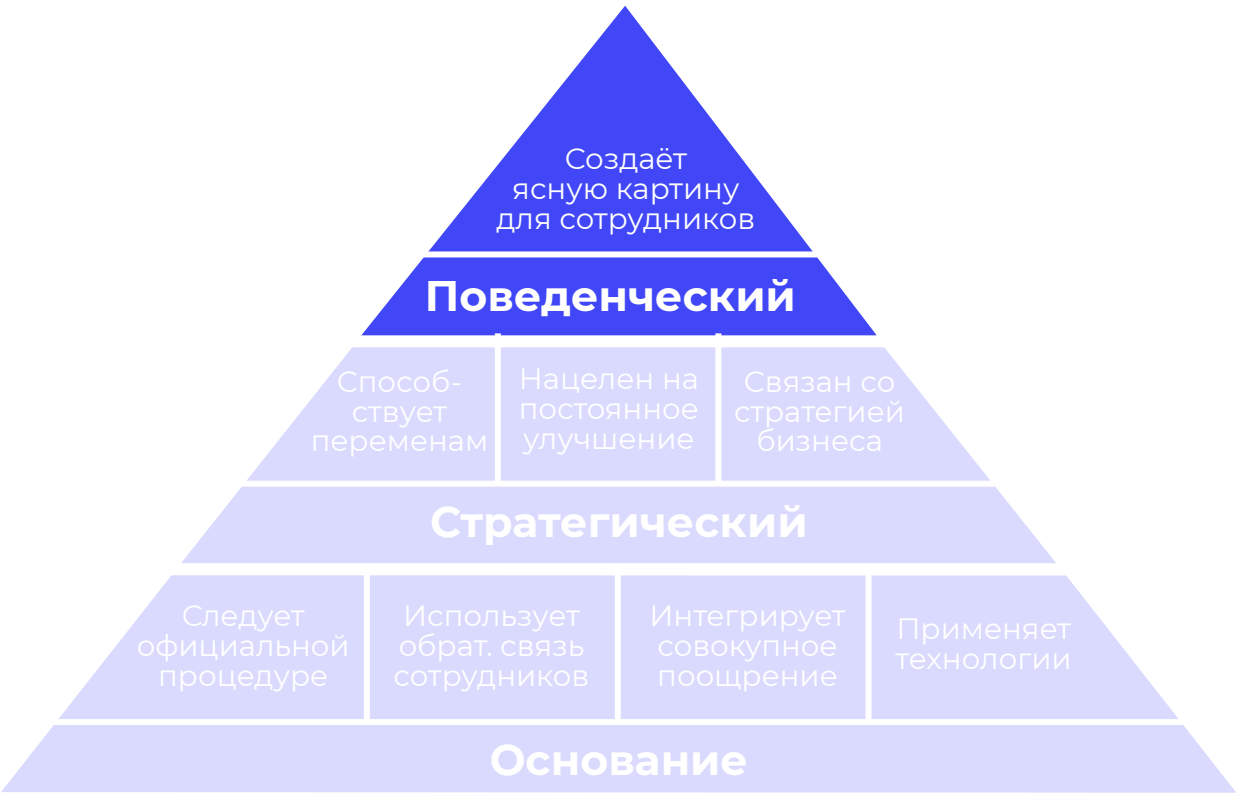 Создаёт
ясную картину
для сотрудников
Поведенческий
Способ-
ствует
переменам
Нацелен на
постоянное
улучшение
Связан со
стратегией
бизнеса
Стратегический
Следует
официальной
процедуре
Использует
обрат. связь
сотрудников
Интегрирует
совокупное
поощрение
Применяет
технологии
Основание